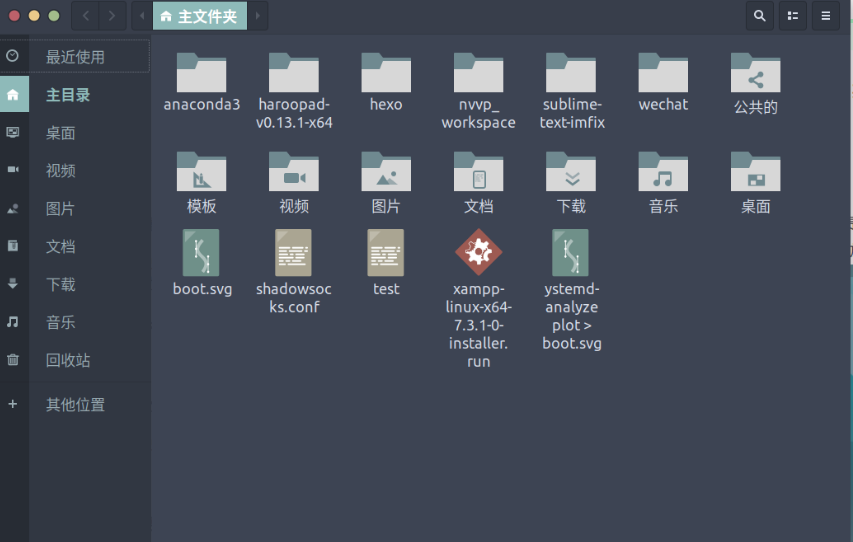 主文件夹
最近使用
主目录
桌面
视频
图片
文档
下载
音乐
回收站
其他位置
anaconda3
haroopad-
v0.13.1-x64
hexo
nvvp_
workspace
sublime-
text-imfix
wechat
公共的
模板
视频
图片
文档
下载
音乐
桌面
boot.svg
shadowsoc
ks.conf
test
xampp-
linux-x64-
7.3.1-0-
installer.
run
ystemd-
analyze
plot >
boot.svg